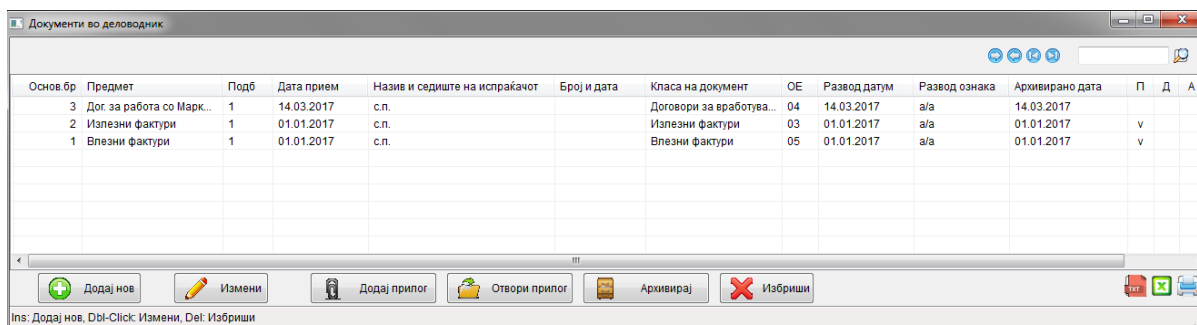 Документи во деловодник
Основ.бр Предмет Подб Дата прием Назив и седиште на испраќачот Број и дата Класа на документ ОЕ Развод датум Развод ознака Архивирано дата П Д А
3 Дог. за работа со Марк... 1 14.03.2017 с.п. Договори за вработува... 04 14.03.2017 а/а 14.03.2017
2 Излезни фактури 1 01.01.2017 с.п. Излезни фактури 03 01.01.2017 а/а 01.01.2017 v
1 Влезни фактури 1 01.01.2017 с.п. Влезни фактури 05 01.01.2017 а/а 01.01.2017 v
Додај нов Измени Додај прилог Отвори прилог Архивирај Избриши TXT X
Ins: Додај нов, Dbl-Click: Измени, Del: Избриши